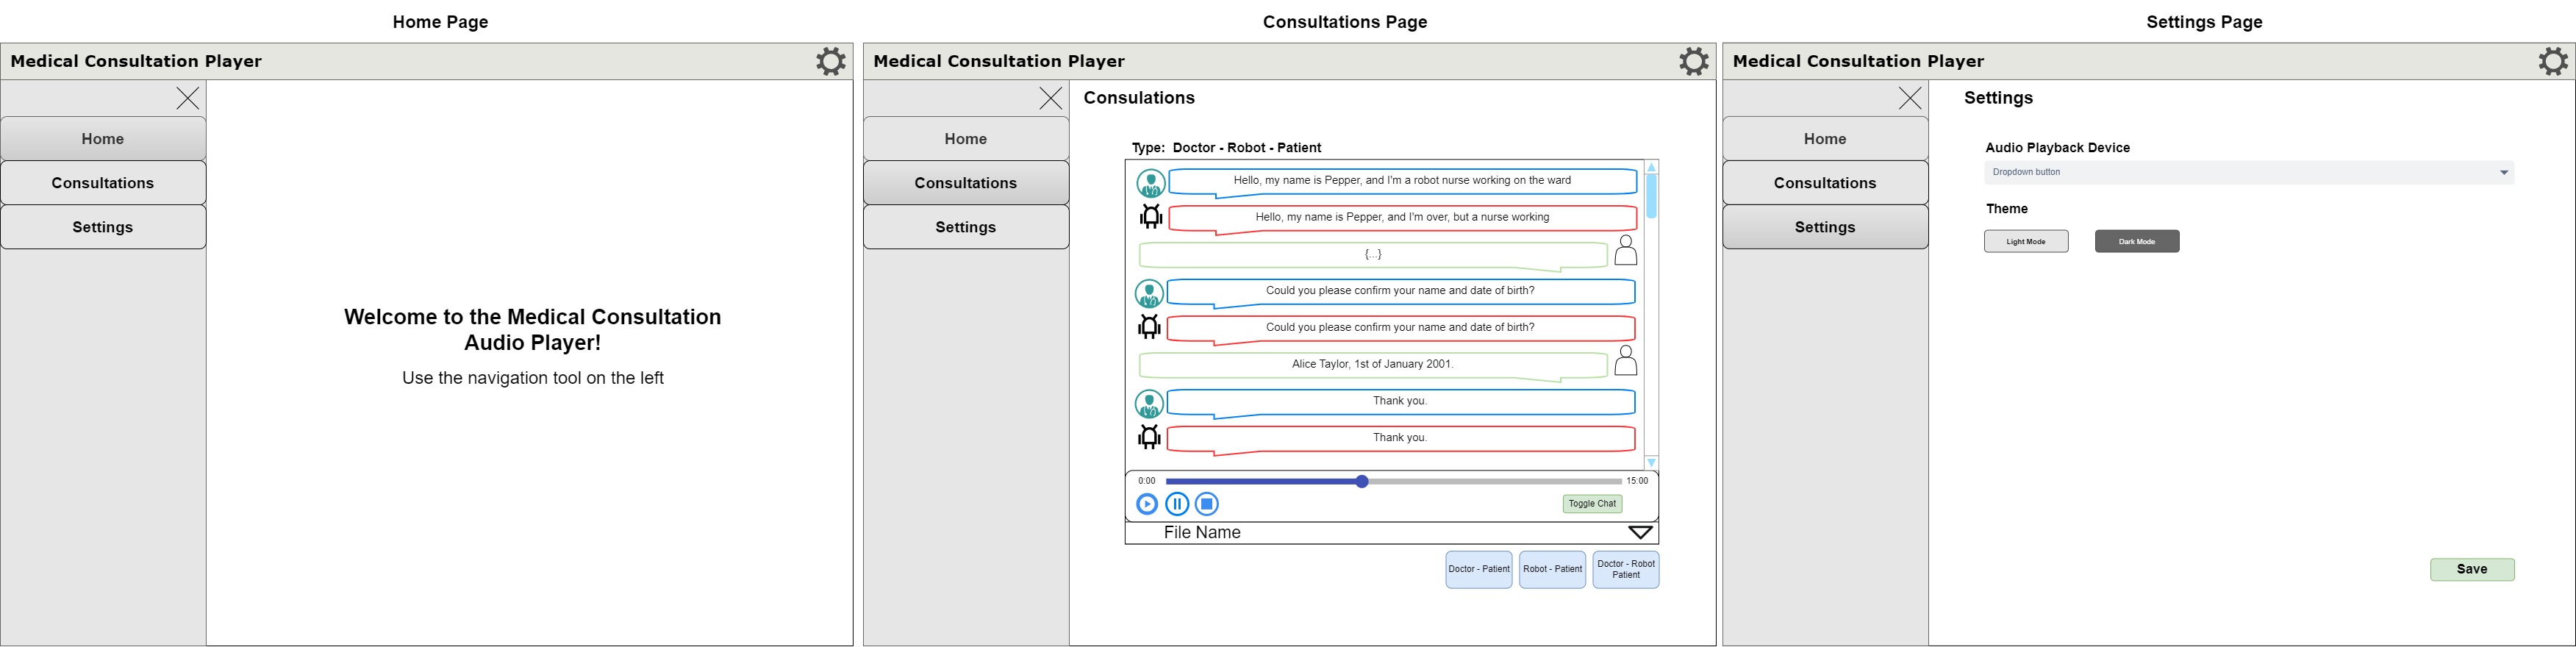 Home Page
Medical Consultation Player
Home
Consultations
Settings
Welcome to the Medical Consultation
Audio Player!
Use the navigation tool on the left
Consultations Page
Medical Consultation Player
Home
Consultations
Settings
Consulations
Type: Doctor - Robot - Patient
Hello, my name is Pepper, and I'm a robot nurse working on the ward
Hello, my name is Pepper, and I'm over, but a nurse working
{...}
Could you please confirm your name and date of birth?
Could you please confirm your name and date of birth?
Alice Taylor, 1st of January 2001.
Thank you.
Thank you.
0:00
15:00
Toggle Chat
File Name
Doctor - Patient
Robot - Patient
Doctor - Robot
Patient
Settings Page
Medical Consultation Player
Home
Consultations
Settings
Settings
Audio Playback Device
Dropdown button
Theme
Light Mode
Dark Mode
Save